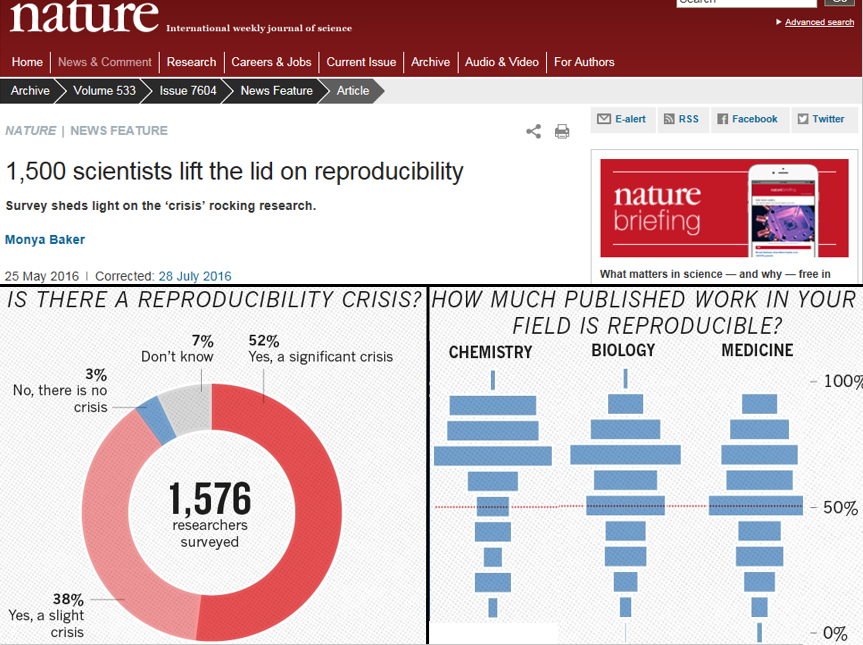 nature International weekly journal of science
Search
Advanced search
Home News & Comment Research Careers & Jobs Current Issue Archive Audio & Video For Authors
Archive Volume 533 Issue 7604 News Feature Article
NATURE | NEWS FEATURE
E-alert RSS Facebook Twitter
1,500 scientists lift the lid on reproducibility
Survey sheds light on the ‘crisis’ rocking research.
Monya Baker
25 May 2016 | Corrected: 28 July 2016
nature
briefing
What matters in science — and why — free in
IS THERE A REPRODUCIBILITY CRISIS?
7%
Don't know
52%
Yes, a significant crisis
3%
No, there is no
crisis
1,576
researchers
surveyed
38%
Yes, a slight
crisis
HOW MUCH PUBLISHED WORK IN YOUR
FIELD IS REPRODUCIBLE?
CHEMISTRY BIOLOGY MEDICINE
100%
50%
0%